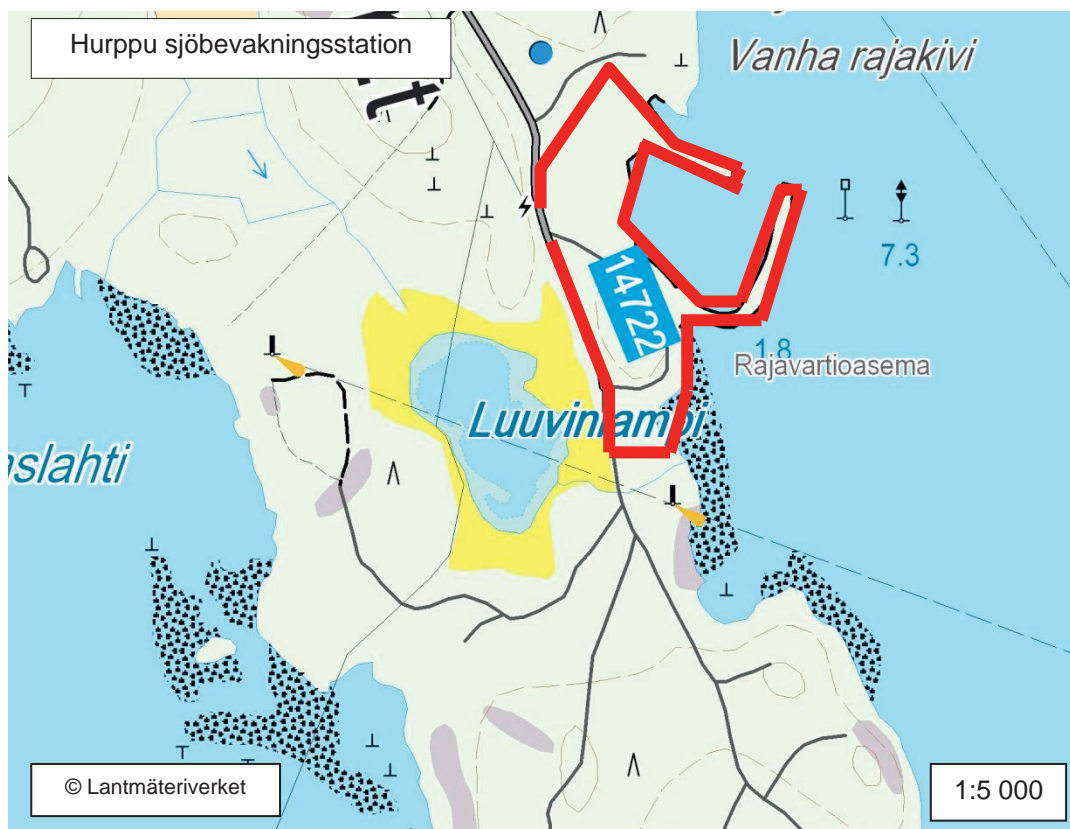 Hurppu sjöbevakningsstation
Vanha rajakivi
7.3
14722
1.8
Rajavartioasema
Luuvinlampi
slahti
© Lantmäteriverket
1:5 000